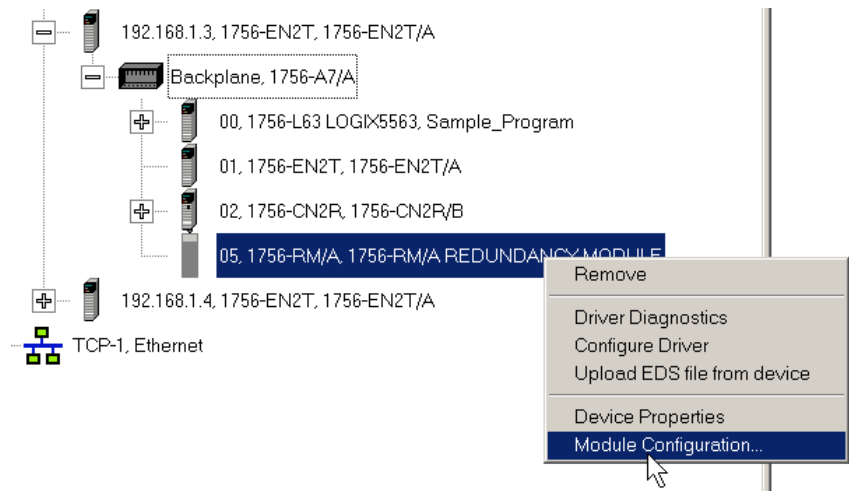 192.168.1.3, 1756-EN2T, 1756-EN2T/A
Backplane, 1756-A7/A
00, 1756-L63 LOGIX5563, Sample_Program
01, 1756-EN2T, 1756-EN2T/A
02, 1756-CN2R, 1756-CN2R/B
05, 1756-RM/A, 1756-RM/A REDUNDANCY MODULE
192.168.1.4, 1756-EN2T, 1756-EN2T/A
TCP-1, Ethernet
Remove
Driver Diagnostics
Configure Driver
Upload EDS file from device
Device Properties
Module Configuration...